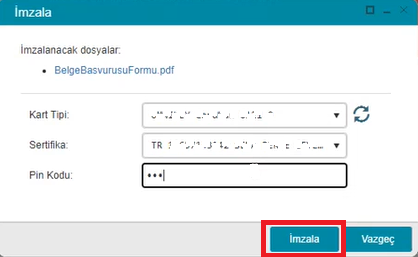 İmzala
İmzalanacak dosyalar:
BelgeBasvurusuFormu.pdf
Kart Tipi:
Sertifika:
TR
Pin Kodu: •••
İmzala Vazgeç